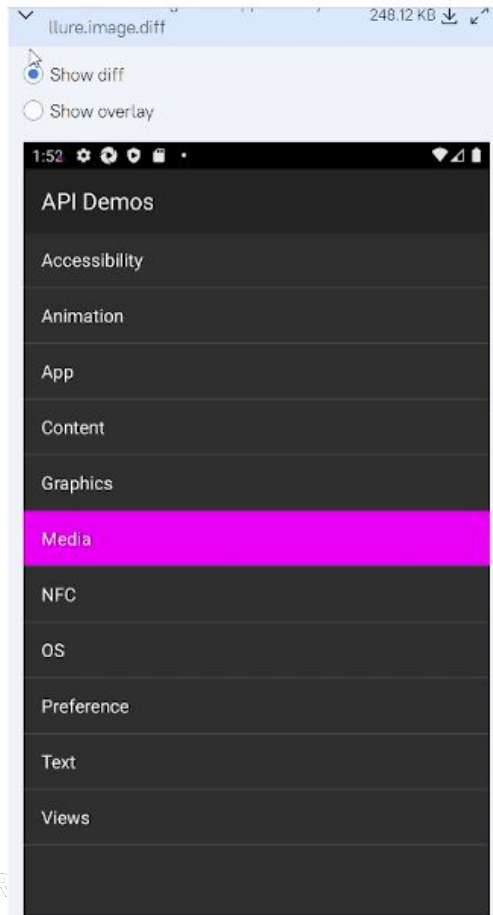 248.12 KB
llure.image.diff
Show diff
Show overlay
1:52
API Demos
Accessibility
Animation
App
Content
Graphics
Media
NFC
OS
Preference
Text
Views